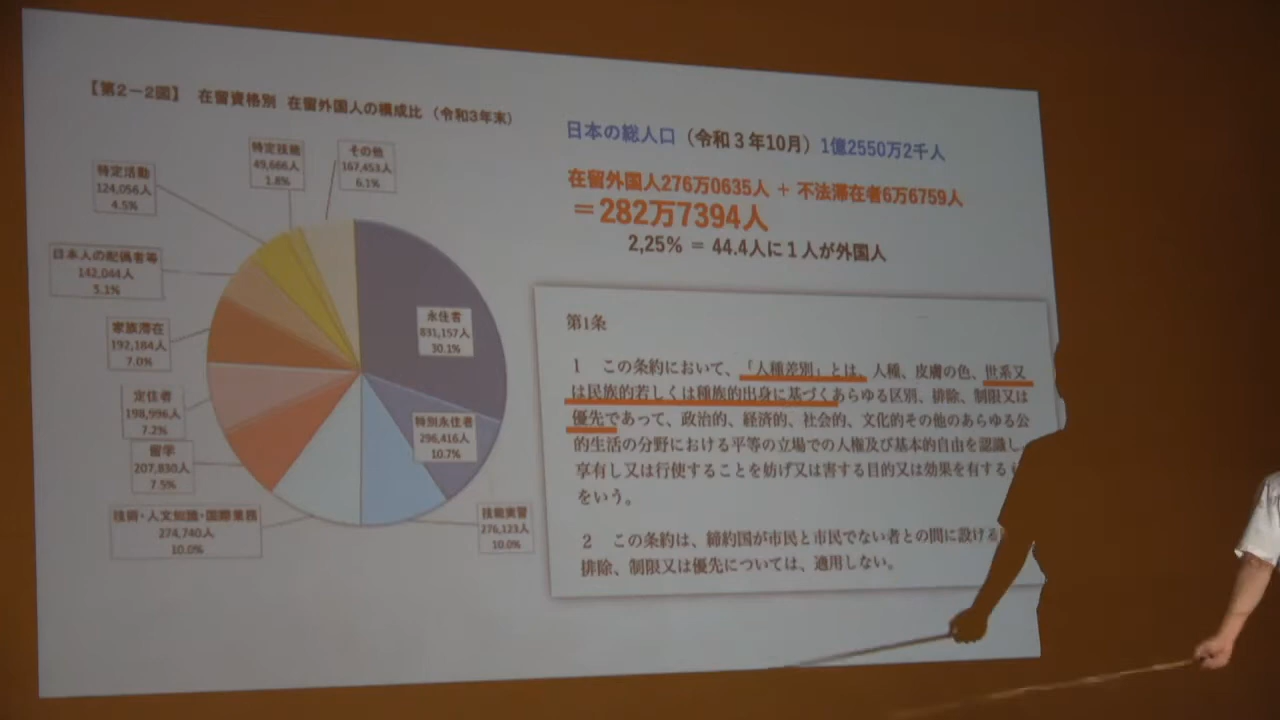 【第2－2図】 在留資格別 在留外国人の構成比（令和3年末）
特定技能
49,666人
1.8%
その他
167,453人
6.1%
特定活動
124,056人
4.5%
日本人の配偶者等
142,044人
5.1%
家族滞在
192,184人
7.0%
定住者
198,996人
7.2%
留学
207,830人
7.5%
技術・人文知識・国際業務
274,740人
10.0%
永住者
831,157人
30.1%
特別永住者
296,416人
10.7%
技能実習
276,123人
10.0%
日本の総人口（令和３年10月）1億2550万2千人
在留外国人276万0635人 ＋ 不法滞在者6万6759人
＝282万7394人
2,25% ＝ 44.4人に１人が外国人
第1条
1 この条約において、「人種差別」とは、人種、皮膚の色、世系又
は民族的若しくは種族的出身に基づくあらゆる区別、排除、制限又は
優先であって、政治的、経済的、社会的、文化的その他のあらゆる公
的生活の分野における平等の立場での人権及び基本的自由を認識し
享有し又は行使することを妨げ又は害する目的又は効果を有する
をいう。
2 この条約は、締約国が市民と市民でない者との間に設ける
排除、制限又は優先については、適用しない。